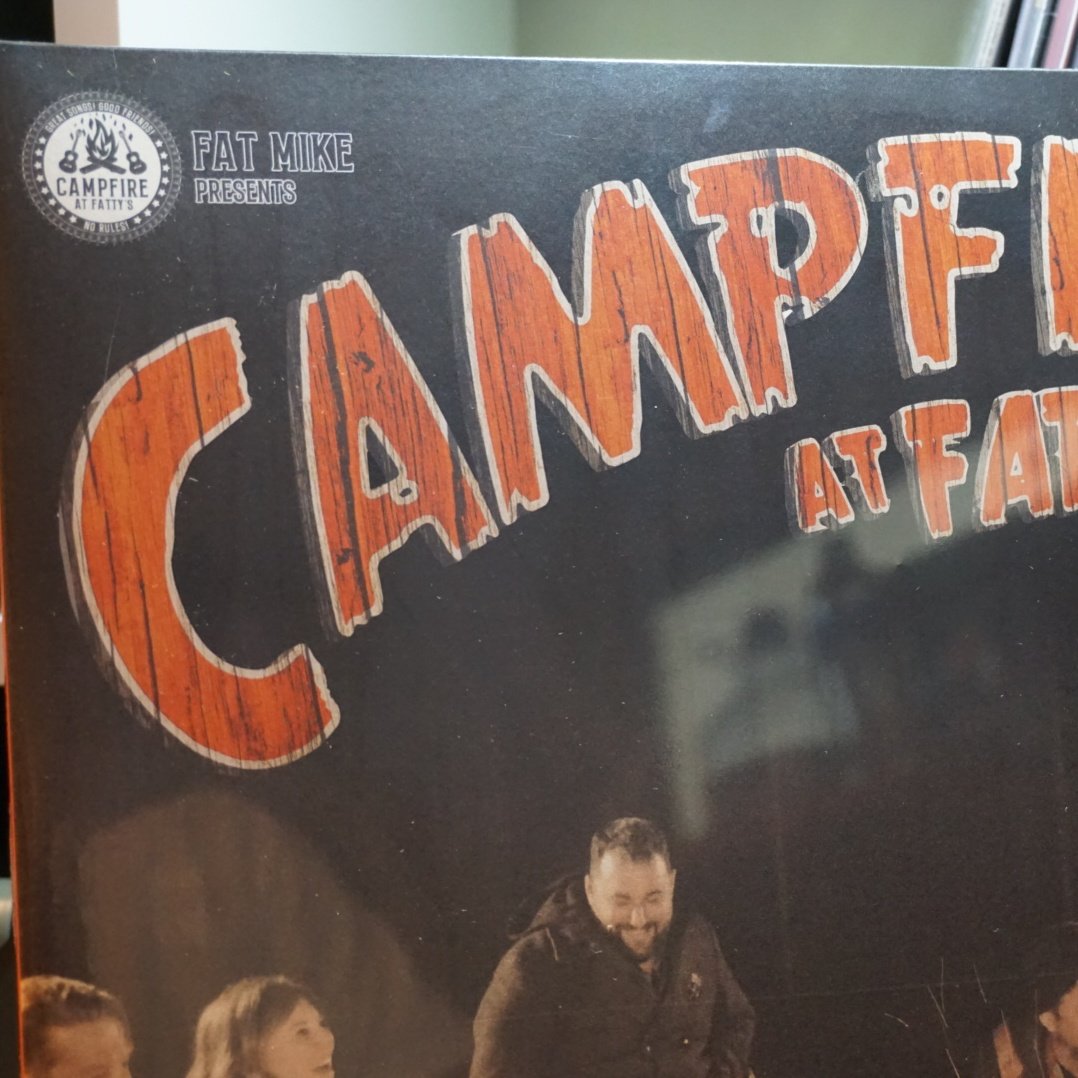 GREAT SONGS! GOOD FRIENDS!
CAMPFIRE
AT FATTY'S
NO RULES!
FAT MIKE
PRESENTS
CAMPF
AT FAT